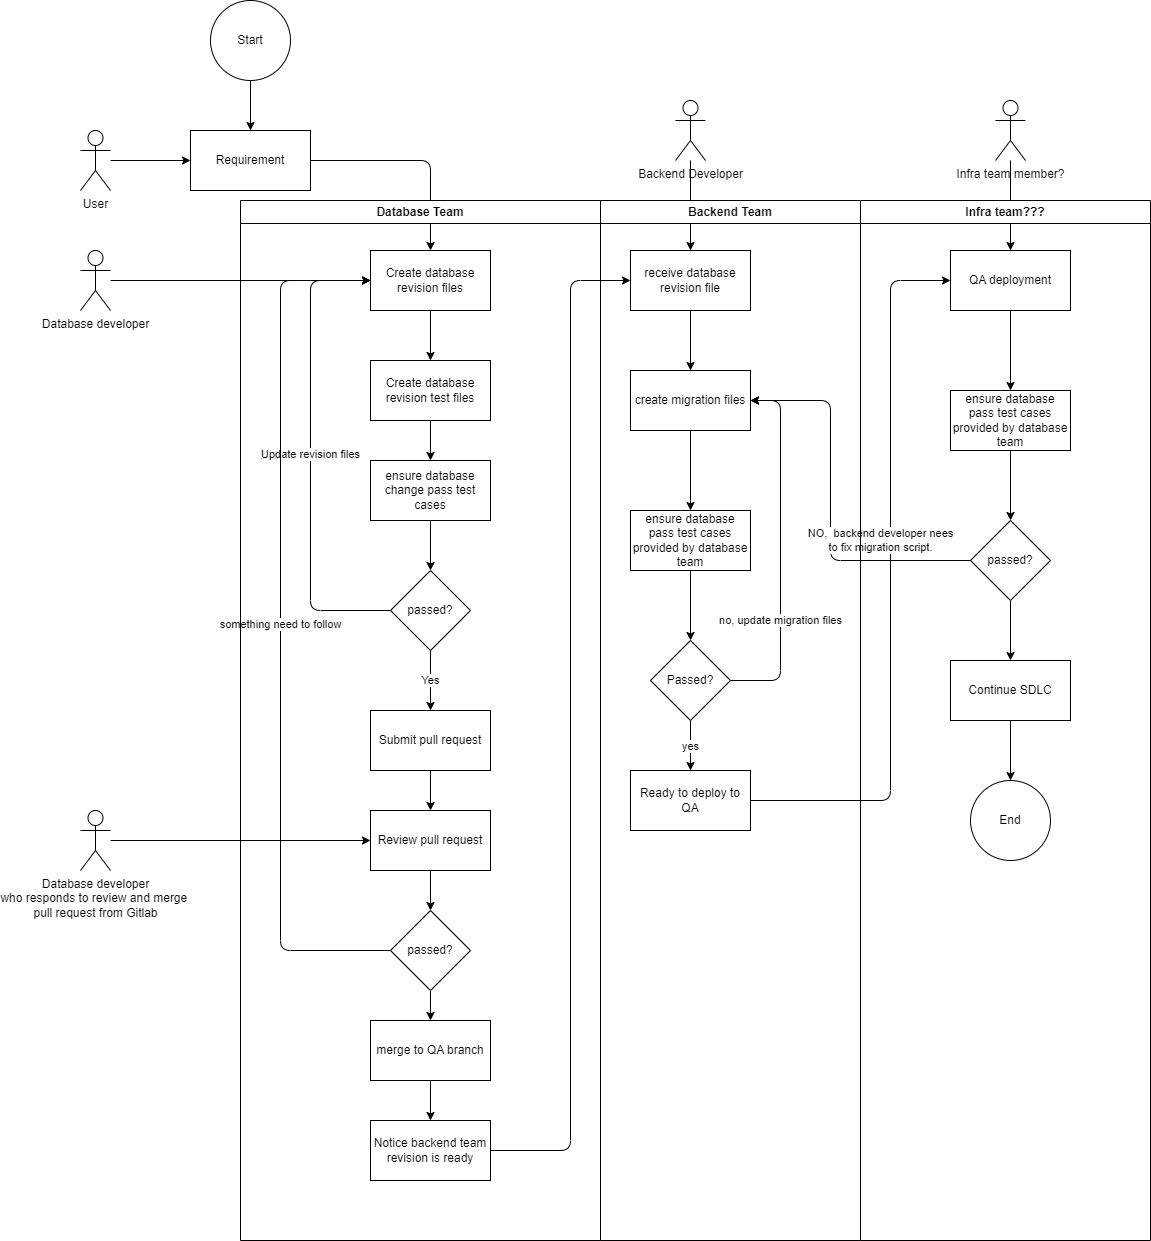 Start
Requirement
User
Backend Developer
Infra team member?
Database Team
Backend Team
Infra team???
Database developer
Create database
revision files
Create database
revision test files
Update revision files
ensure database
change pass test
cases
passed?
something need to follow
Yes
Submit pull request
Review pull request
Database developer
who responds to review and merge
pull request from Gitlab
passed?
merge to QA branch
Notice backend team
revision is ready
receive database
revision file
create migration files
ensure database
pass test cases
provided by database
team
no, update migration files
Passed?
yes
Ready to deploy to
QA
QA deployment
ensure database
pass test cases
provided by database
team
NO,  backend developer nees
to fix migration script.
passed?
Continue SDLC
End